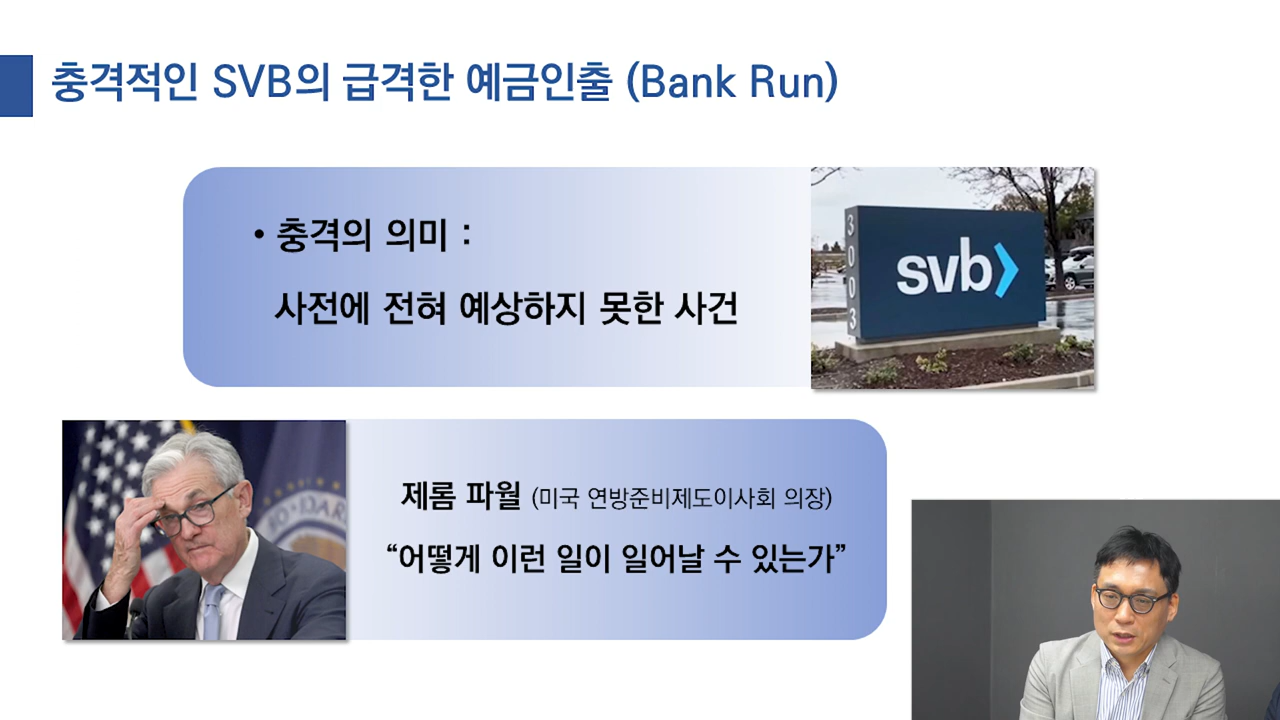 충격적인 SVB의 급격한 예금인출 (Bank Run)
• 충격의 의미 :
사전에 전혀 예상하지 못한 사건
3003
svb
제롬 파월 (미국 연방준비제도이사회 의장)
“어떻게 이런 일이 일어날 수 있는가”